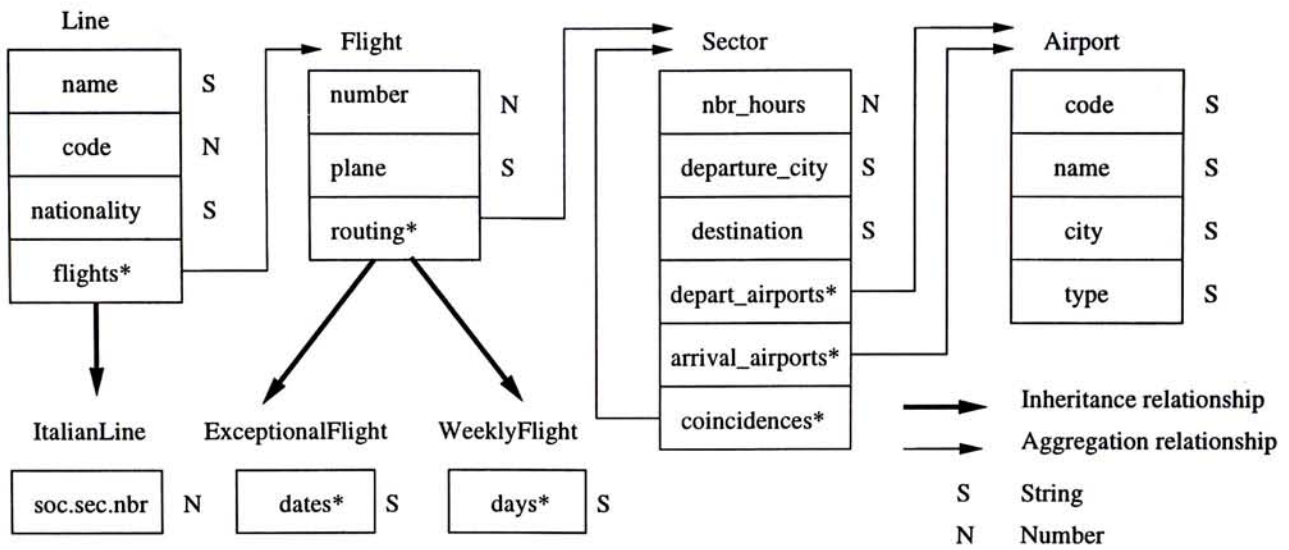 Line
name S
code N
nationality S
flights*
Flight
number N
plane S
routing*
Sector
nbr_hours N
departure_city S
destination S
depart_airports*
arrival_airports*
coincidences*
Airport
code S
name S
city S
type S
ItalianLine
soc.sec.nbr N
ExceptionalFlight
dates* S
WeeklyFlight
days* S
Inheritance relationship
Aggregation relationship
S String
N Number